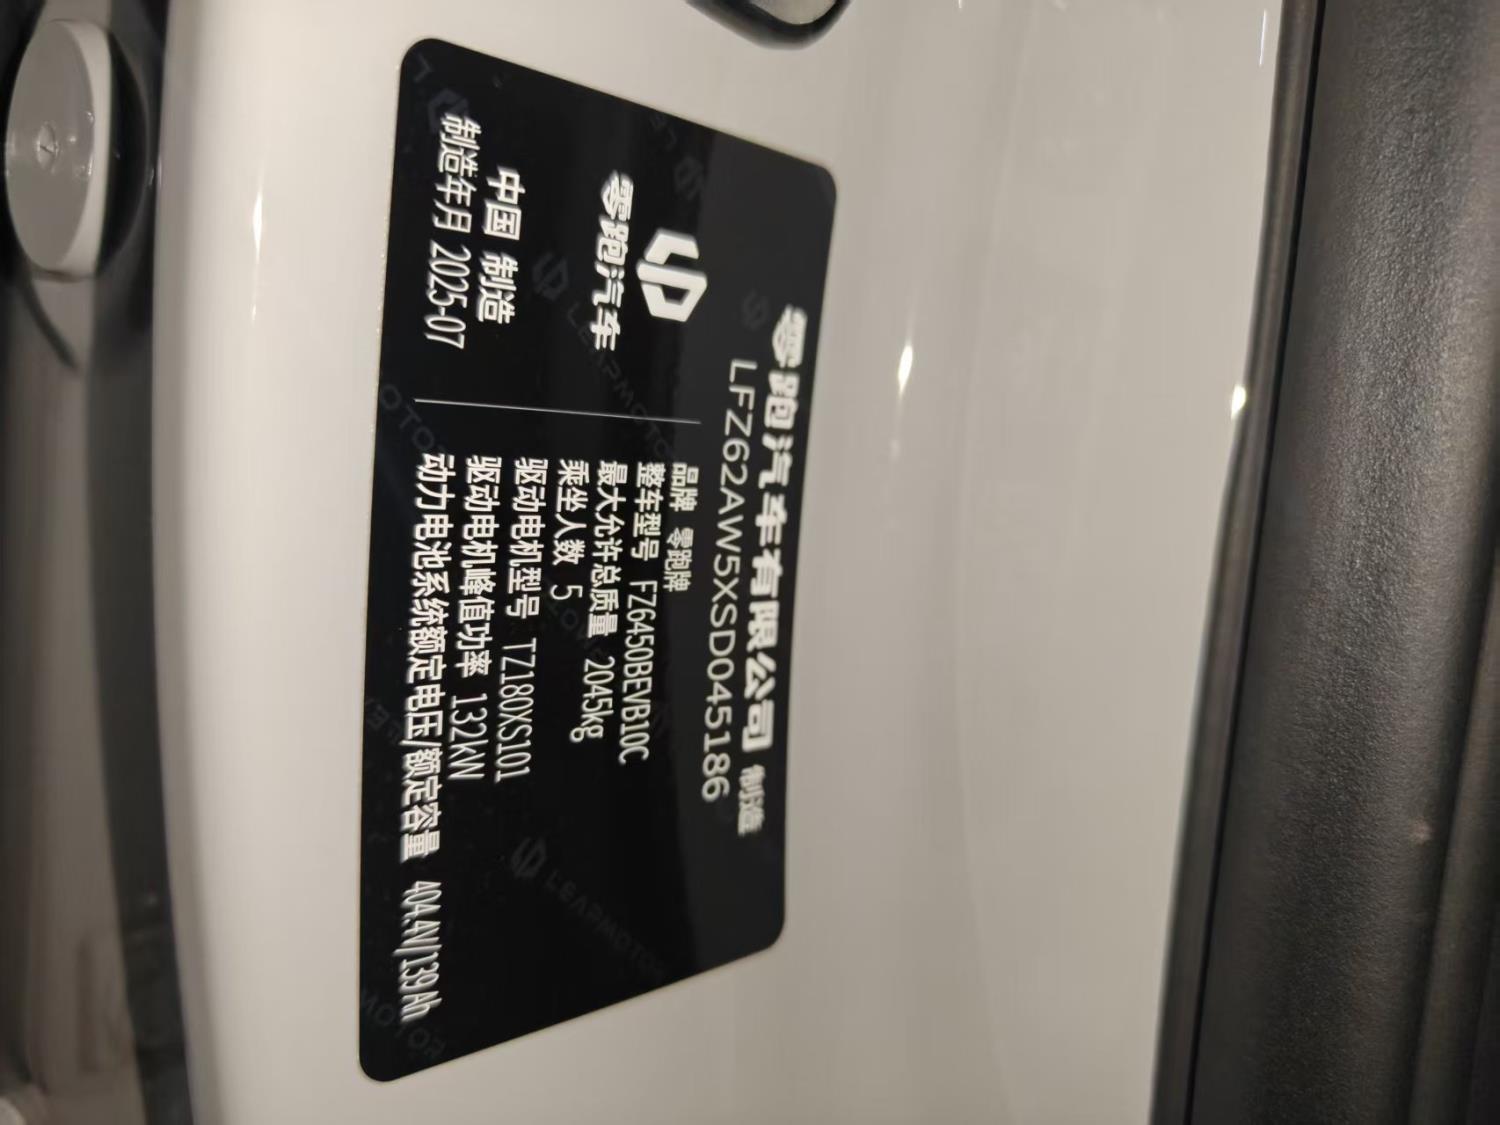 零跑汽车有限公司 制造
LFZ62AW5XSD045186
零跑汽车
中国 制造
制造年月 2025-07
品牌 零跑牌
整车型号 FZ6450BEVB10C
最大允许总质量 2045kg
乘坐人数 5
驱动电机型号 TZ180XS1101
驱动电机峰值功率 132kW
动力电池系统额定电压/额定容量 404.4V/139Ah
LEAPMOTOR
LEAPMOTOR